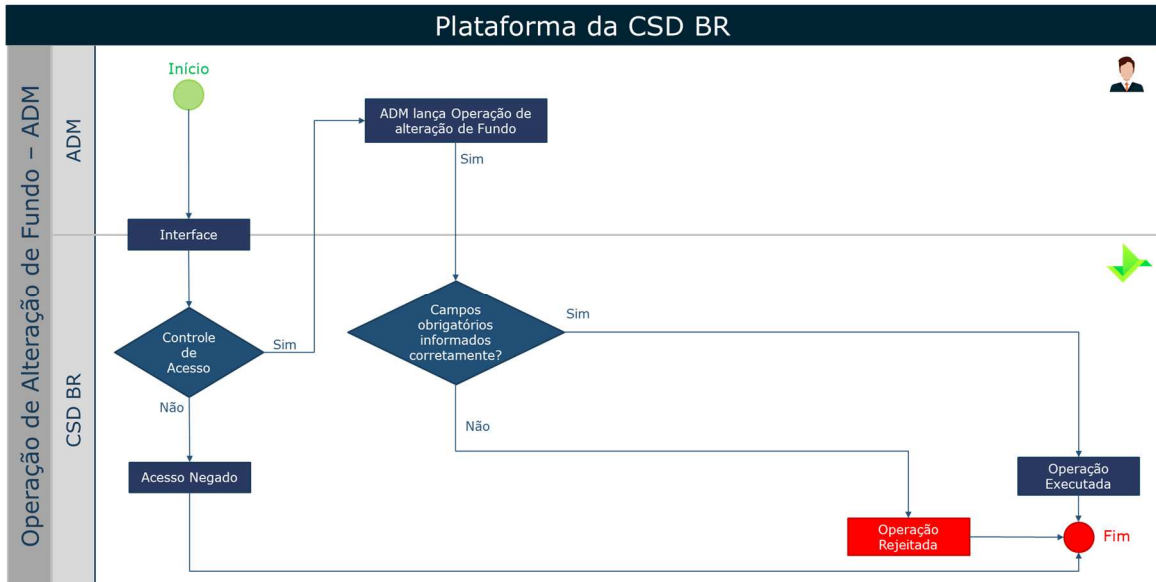 Plataforma da CSD BR
Operação de Alteração de Fundo – ADM
ADM
Início
ADM lança Operação de
alteração de Fundo
Sim
Interface
CSD BR
Controle
de
Acesso
Sim
Não
Campos
obrigatórios
informados
corretamente?
Sim
Não
Acesso Negado
Operação
Executada
Operação
Rejeitada
Fim